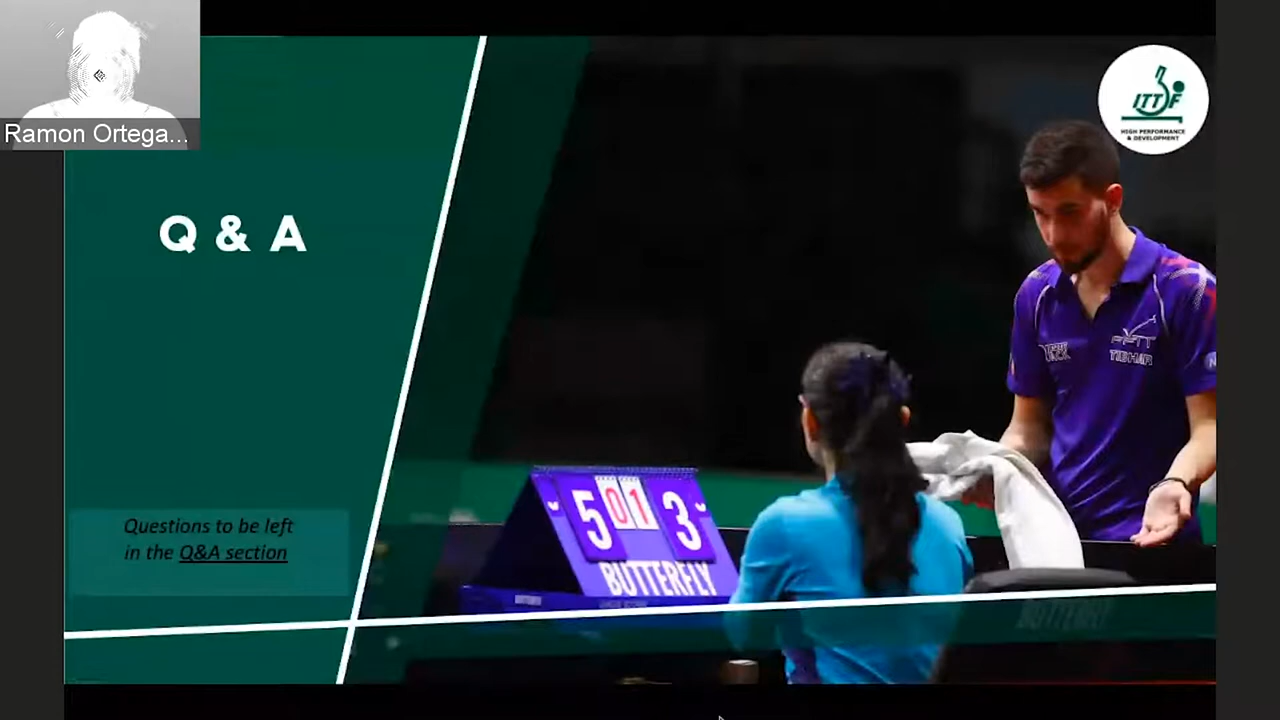 Ramon Ortega...
Q & A
Questions to be left
in the Q&A section
ITTF
HIGH PERFORMANCE
& DEVELOPMENT
FFTT
TIBHAR
5 0 1 3
BUTTERFLY